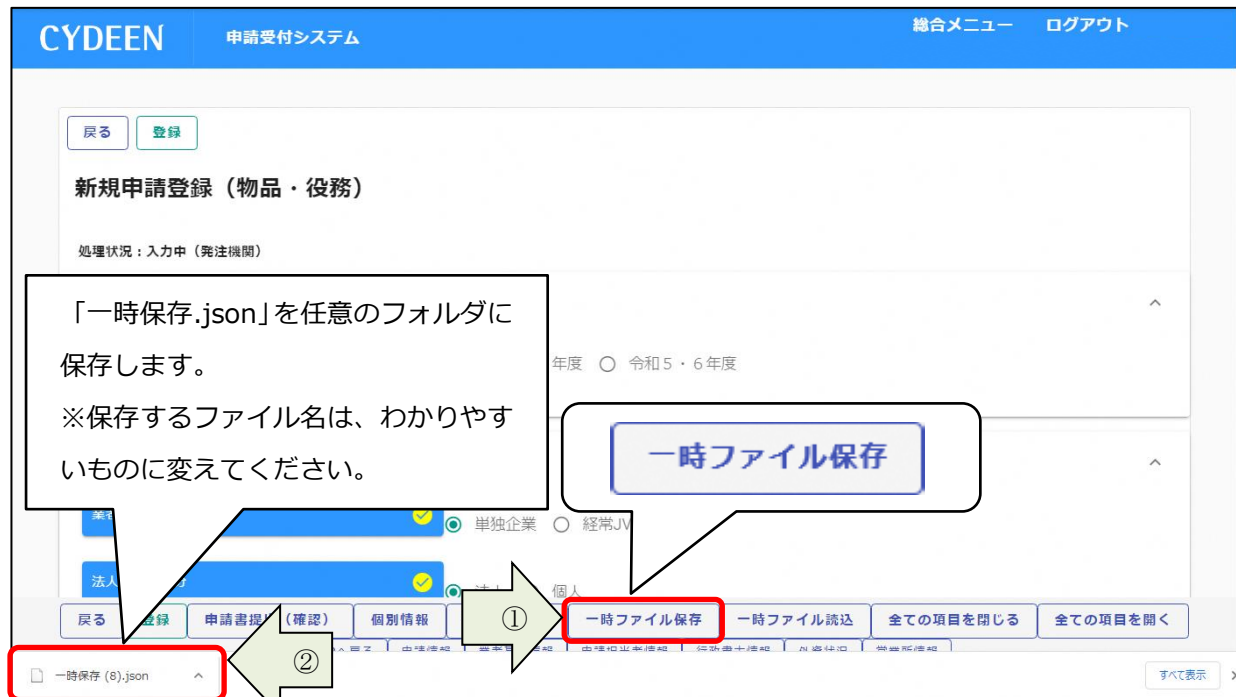 CYDEEN 申請受付システム 総合メニュー ログアウト
戻る 登録
新規申請登録（物品・役務）
処理状況：入力中（発注機関）
「一時保存.json」を任意のフォルダに
保存します。
※保存するファイル名は、わかりやす
いものに変えてください。
年度 令和５・６年度
一時ファイル保存
単独企業 経常JV
法人 個人
戻る 登録 申請書提出（確認） 個別情報 一時ファイル保存 一時ファイル読込 全ての項目を閉じる 全ての項目を開く
①
②
一時保存 (8).json
すべて表示